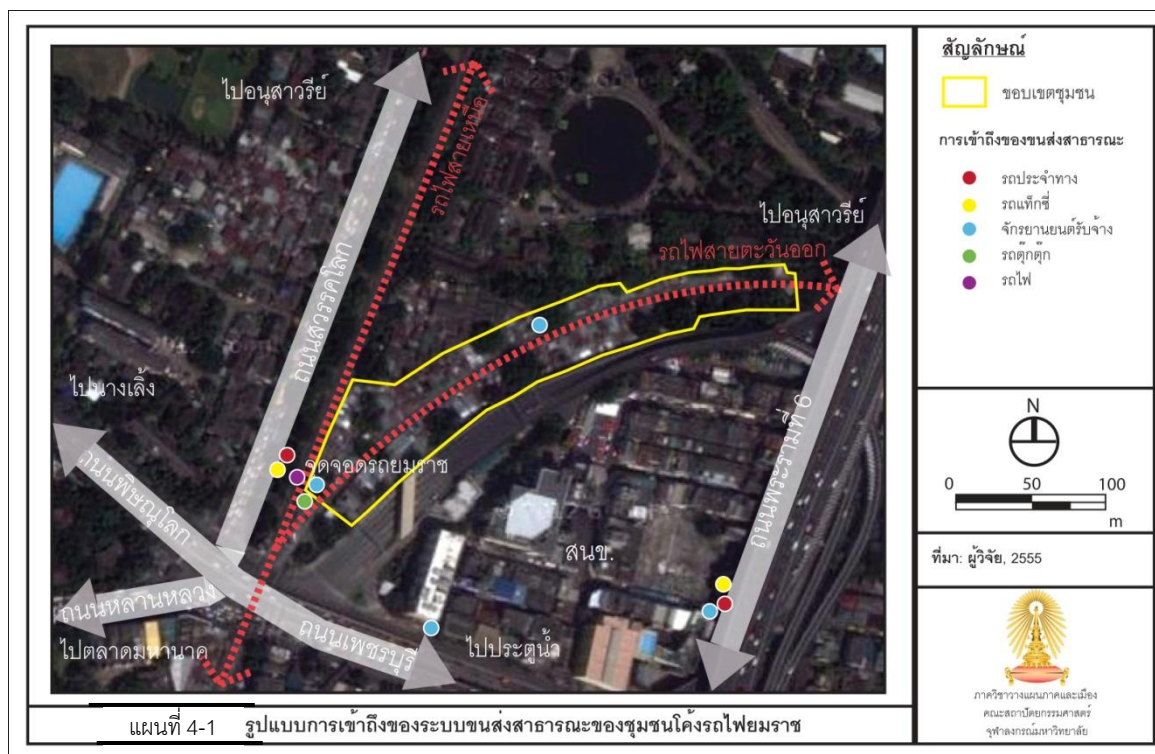 ไปอนุสาวรีย์
รถไฟสายเหนือ
ไปอนุสาวรีย์
รถไฟสายตะวันออก
ถนนสวรรคโลก
ไปนางเลิ้ง
จุดจอดรถยมราช
ถนนพิษณุโลก
ถนนพระรามที่ 6
สนข.
ถนนหลานหลวง
ไปตลาดมหานาค
ถนนเพชรบุรี
ไปประตูน้ำ
แผนที่ 4-1 รูปแบบการเข้าถึงของระบบขนส่งสาธารณะของชุมชนโค้งรถไฟยมราช
สัญลักษณ์
ขอบเขตชุมชน
การเข้าถึงของขนส่งสาธารณะ
รถประจำทาง
รถแท็กซี่
จักรยานยนต์รับจ้าง
รถตุ๊กตุ๊ก
รถไฟ
N
0 50 100
m
ที่มา: ผู้วิจัย, 2555
ภาควิชาวางแผนภาคและเมือง
คณะสถาปัตยกรรมศาสตร์
จุฬาลงกรณ์มหาวิทยาลัย